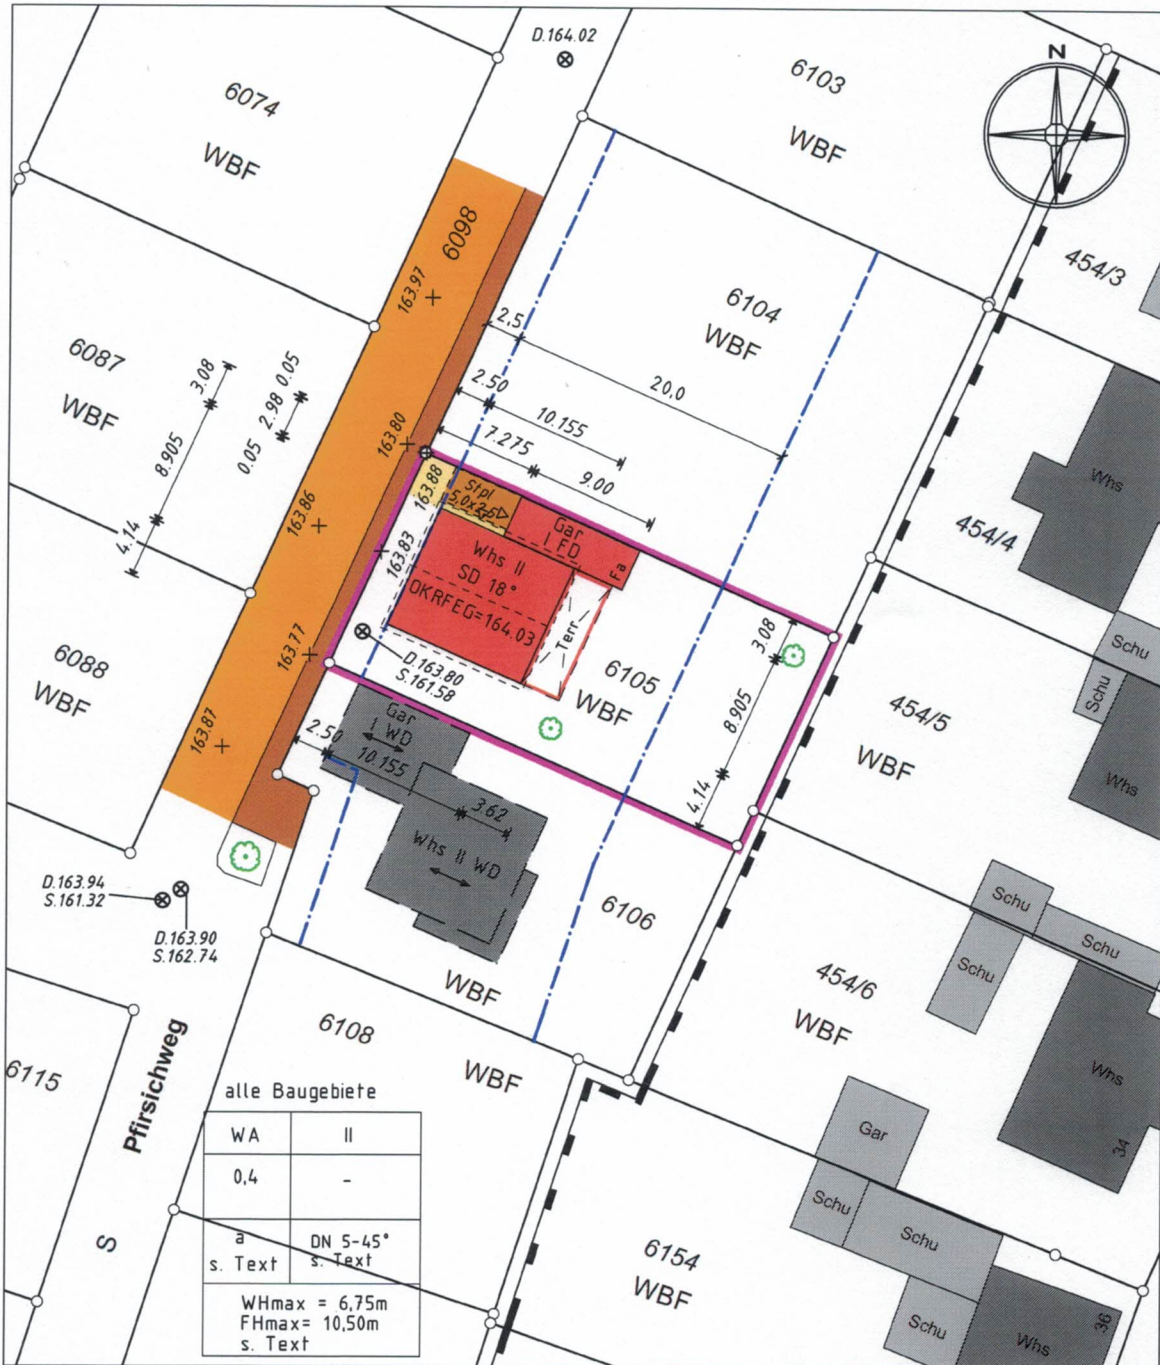 D.164.02
N
6103
WBF
6074
WBF
6098
454/3
163.97
6104
WBF
2,5
20,0
6087
WBF
3.08
8.905
4.14
0.05
2.98
0.05
163.80
2.50
10.155
7.275
9.00
163.86
163.88
Stpl
5,0x2,5
Gar
I FD
Fa
Whs
454/4
163.83
Whs II
SD 18°
OKRFEG=164.03
Terr
163.77
6088
WBF
D.163.80
S.161.58
6105
WBF
3.08
8.905
4.14
Schu
Schu
454/5
WBF
Whs
163.87
2.50
Gar
I WD
10.155
3.62
Whs II WD
6106
WBF
D.163.94
S.161.32
D.163.90
S.162.74
Schu
Schu
Schu
454/6
WBF
Whs
34
6108
WBF
6115
Pfirsichweg
S
alle Baugebiete
WA II
0,4 -
a DN 5-45°
s. Text s. Text
WHmax = 6,75m
FHmax= 10,50m
s. Text
Gar
Schu
Schu
Schu
6154
WBF
Whs
36